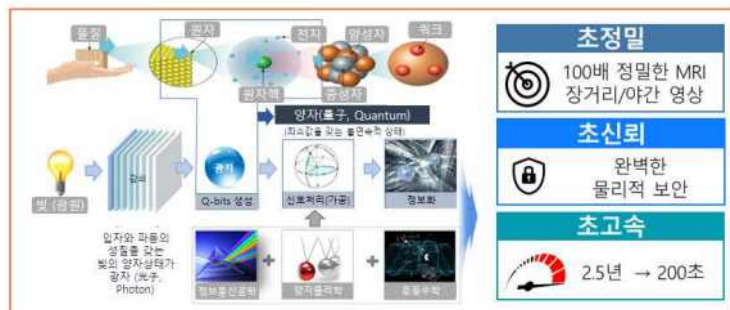 물질
원자
전자
양성자
쿼크
원자핵
중성자
양자(量子, Quantum)
(최소값을 갖는 불연속적 상태)
빛 (광원)
광자
Q-bits 생성
신호처리(가공)
정보화
입자와 파동의
성질을 갖는
빛의 양자상태가
광자 (光子,
Photon)
정보통신공학
양자물리학
응용수학
초정밀
100배 정밀한 MRI
장거리/야간 영상
초신뢰
완벽한
물리적 보안
초고속
2.5년 → 200초